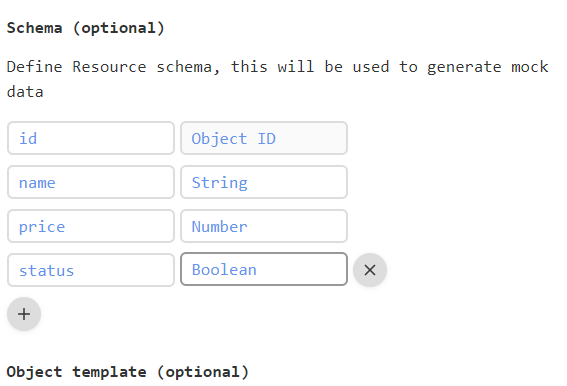 Schema (optional)
Define Resource schema, this will be used to generate mock
data
id Object ID
name String
price Number
status Boolean
Object template (optional)